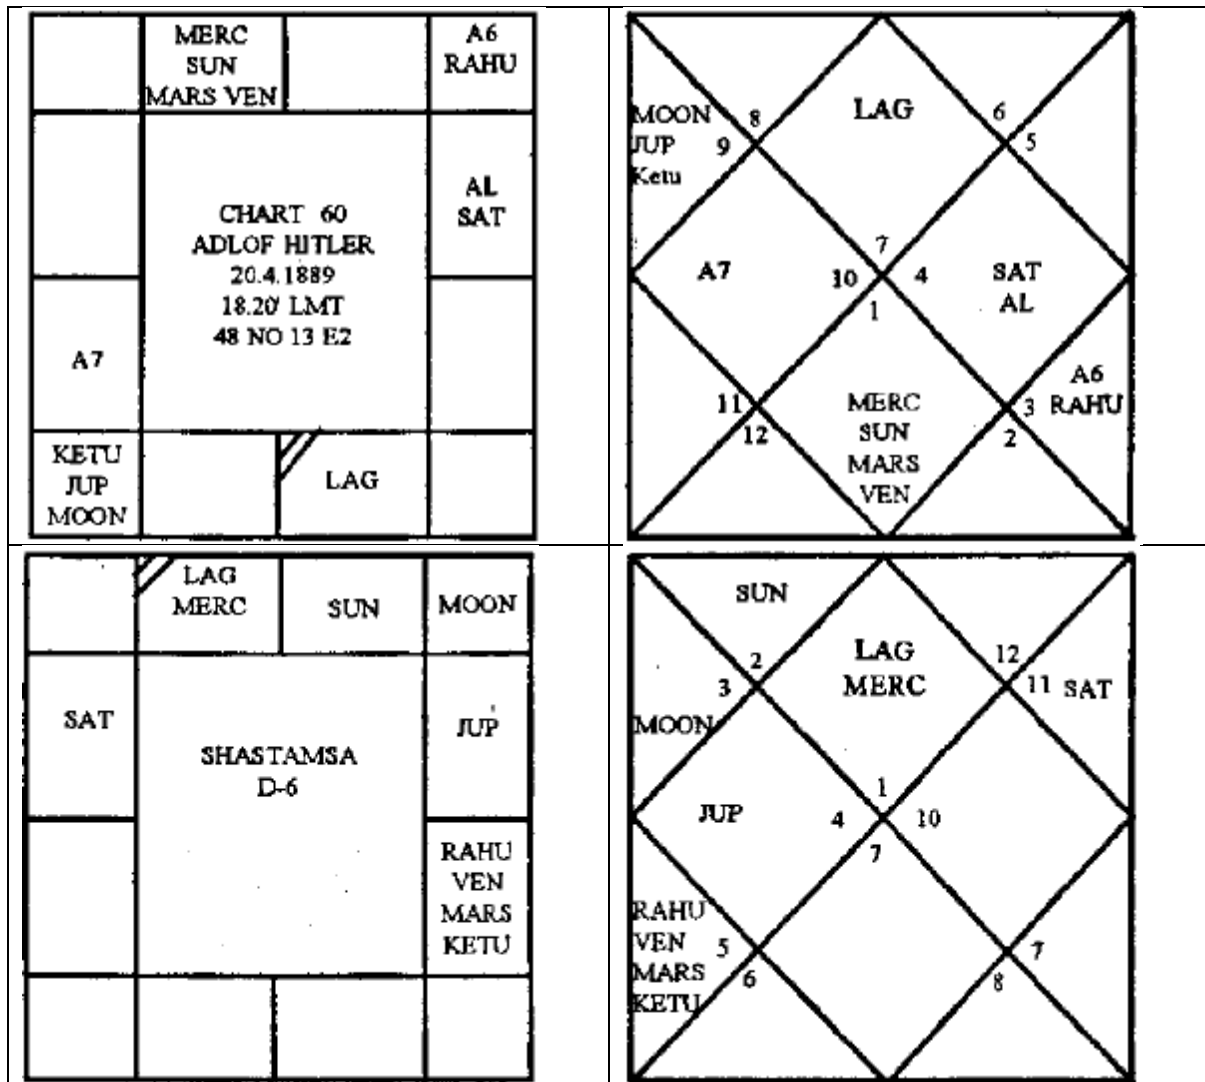 MERC
SUN
MARS VEN
A6
RAHU
AL
SAT
CHART 60
ADLOF HITLER
20.4.1889
18.20' LMT
48 NO 13 E2
A7
KETU
JUP
MOON
LAG
MOON
JUP
Ketu
8
9
LAG
6
5
A7
7
10
4
1
SAT
AL
11
12
MERC
SUN
MARS
VEN
A6
3 RAHU
2
LAG
MERC
SUN
MOON
SAT
JUP
SHASTAMSA
D-6
RAHU
VEN
MARS
KETU
SUN
2
3
MOON
LAG
MERC
12
11 SAT
JUP
1
4
10
7
RAHU
VEN
MARS
KETU
5
6
7
8